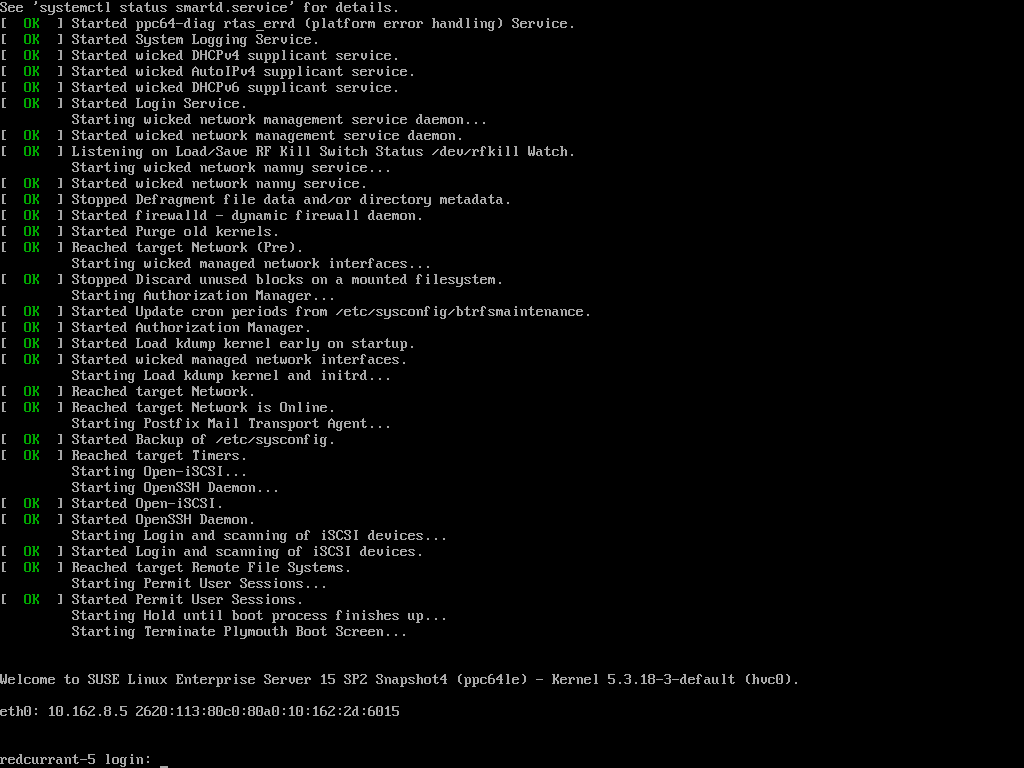 See 'systemctl status smartd.service' for details.
[  OK  ] Started ppc64-diag rtas_errd (platform error handling) Service.
[  OK  ] Started System Logging Service.
[  OK  ] Started wicked DHCPv4 supplicant service.
[  OK  ] Started wicked AutoIPv4 supplicant service.
[  OK  ] Started wicked DHCPv6 supplicant service.
[  OK  ] Started Login Service.
         Starting wicked network management service daemon...
[  OK  ] Started wicked network management service daemon.
[  OK  ] Listening on Load/Save RF Kill Switch Status /dev/rfkill Watch.
         Starting wicked network nanny service...
[  OK  ] Started wicked network nanny service.
[  OK  ] Stopped Defragment file data and/or directory metadata.
[  OK  ] Started firewalld - dynamic firewall daemon.
[  OK  ] Started Purge old kernels.
[  OK  ] Reached target Network (Pre).
         Starting wicked managed network interfaces...
[  OK  ] Stopped Discard unused blocks on a mounted filesystem.
         Starting Authorization Manager...
[  OK  ] Started Update cron periods from /etc/sysconfig/btrfsmaintenance.
[  OK  ] Started Authorization Manager.
[  OK  ] Started Load kdump kernel early on startup.
[  OK  ] Started wicked managed network interfaces.
         Starting Load kdump kernel and initrd...
[  OK  ] Reached target Network.
[  OK  ] Reached target Network is Online.
         Starting Postfix Mail Transport Agent...
[  OK  ] Started Backup of /etc/sysconfig.
[  OK  ] Reached target Timers.
         Starting Open-iSCSI...
         Starting OpenSSH Daemon...
[  OK  ] Started Open-iSCSI.
[  OK  ] Started OpenSSH Daemon.
         Starting Login and scanning of iSCSI devices...
[  OK  ] Started Login and scanning of iSCSI devices.
[  OK  ] Reached target Remote File Systems.
         Starting Permit User Sessions...
[  OK  ] Started Permit User Sessions.
         Starting Hold until boot process finishes up...
         Starting Terminate Plymouth Boot Screen...
Welcome to SUSE Linux Enterprise Server 15 SP2 Snapshot4 (ppc64le) - Kernel 5.3.18-3-default (hvc0).
eth0: 10.162.8.5 2620:113:80c0:80a0:10:162:2d:6015
redcurrant-5 login: _